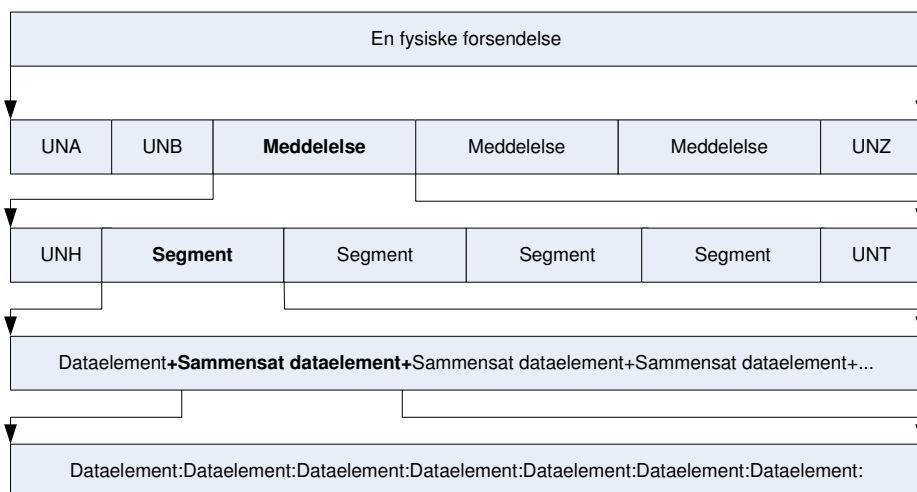 En fysiske forsendelse
UNA UNB Meddelelse Meddelelse Meddelelse UNZ
UNH Segment Segment Segment Segment UNT
Dataelement+Sammensat dataelement+Sammensat dataelement+Sammensat dataelement+...
Dataelement:Dataelement:Dataelement:Dataelement:Dataelement:Dataelement:Dataelement: